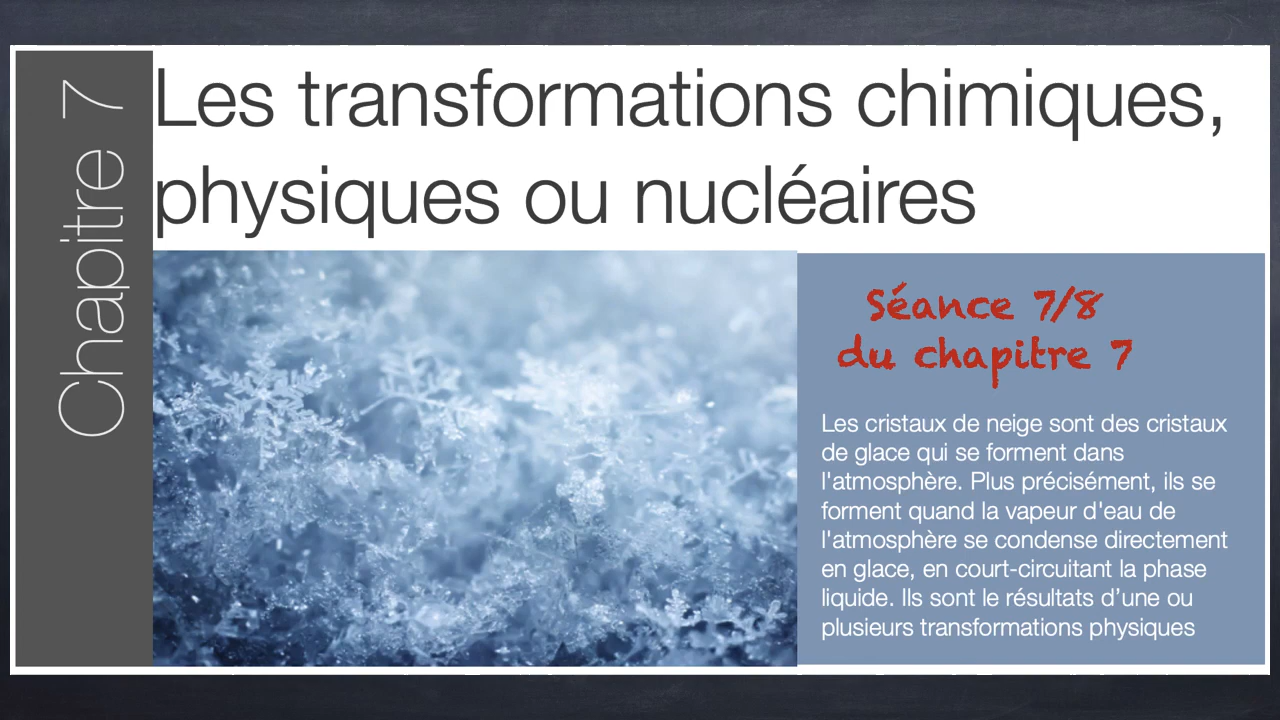 Chapitre 7
Les transformations chimiques,
physiques ou nucléaires
Séance 7/8
du chapitre 7
Les cristaux de neige sont des cristaux
de glace qui se forment dans
l'atmosphère. Plus précisément, ils se
forment quand la vapeur d'eau de
l'atmosphère se condense directement
en glace, en court-circuitant la phase
liquide. Ils sont le résultats d’une ou
plusieurs transformations physiques